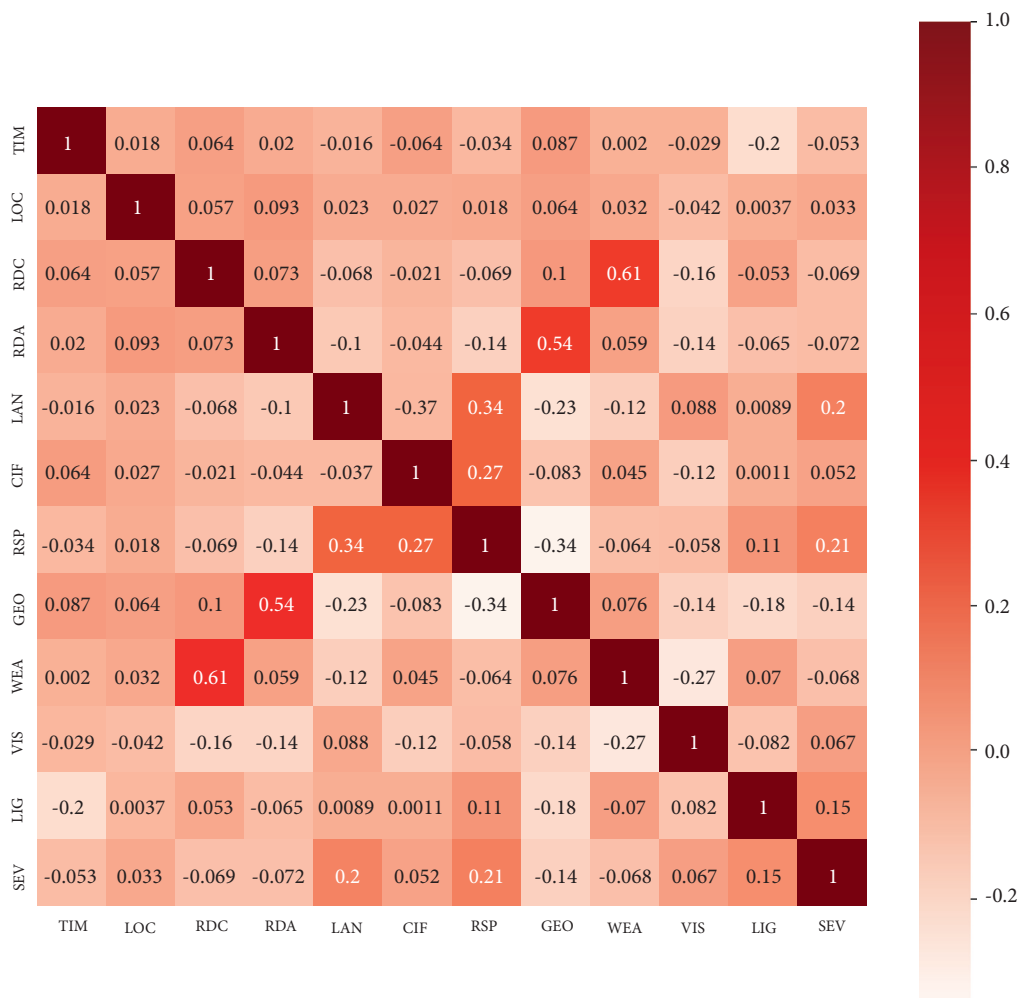 1.0
TIM 1 0.018 0.064 0.02 -0.016 -0.064 -0.034 0.087 0.002 -0.029 -0.2 -0.053
0.8
LOC 0.018 1 0.057 0.093 0.023 0.027 0.018 0.064 0.032 -0.042 0.0037 0.033
RDC 0.064 0.057 1 0.073 -0.068 -0.021 -0.069 0.1 0.61 -0.16 -0.053 -0.069
0.6
RDA 0.02 0.093 0.073 1 -0.1 -0.044 -0.14 0.54 0.059 -0.14 -0.065 -0.072
LAN -0.016 0.023 -0.068 -0.1 1 -0.37 0.34 -0.23 -0.12 0.088 0.0089 0.2
0.4
CIF 0.064 0.027 -0.021 -0.044 -0.037 1 0.27 -0.083 0.045 -0.12 0.0011 0.052
RSP -0.034 0.018 -0.069 -0.14 0.34 0.27 1 -0.34 -0.064 -0.058 0.11 0.21
0.2
GEO 0.087 0.064 0.1 0.54 -0.23 -0.083 -0.34 1 0.076 -0.14 -0.18 -0.14
WEA 0.002 0.032 0.61 0.059 -0.12 0.045 -0.064 0.076 1 -0.27 0.07 -0.068
0.0
VIS -0.029 -0.042 -0.16 -0.14 0.088 -0.12 -0.058 -0.14 -0.27 1 -0.082 0.067
LIG -0.2 0.0037 0.053 -0.065 0.0089 0.0011 0.11 -0.18 -0.07 0.082 1 0.15
SEV -0.053 0.033 -0.069 -0.072 0.2 0.052 0.21 -0.14 -0.068 0.067 0.15 1
-0.2
TIM LOC RDC RDA LAN CIF RSP GEO WEA VIS LIG SEV